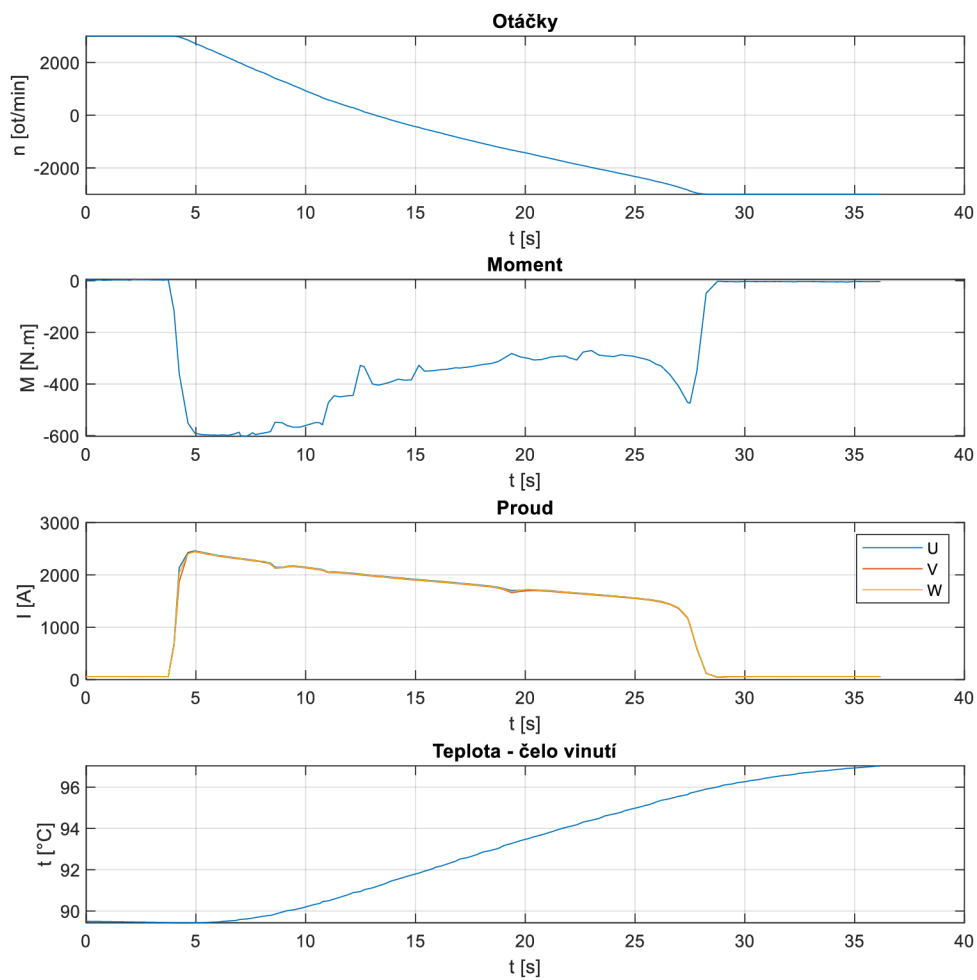 Otáčky
n [ot/min]
2000
0
-2000
0 5 10 15 20 25 30 35 40
t [s]
Moment
M [N.m]
0
-200
-400
-600
0 5 10 15 20 25 30 35 40
t [s]
Proud
I [A]
3000
2000
1000
0
U
V
W
0 5 10 15 20 25 30 35 40
t [s]
Teplota - čelo vinutí
t [°C]
96
94
92
90
0 5 10 15 20 25 30 35 40
t [s]